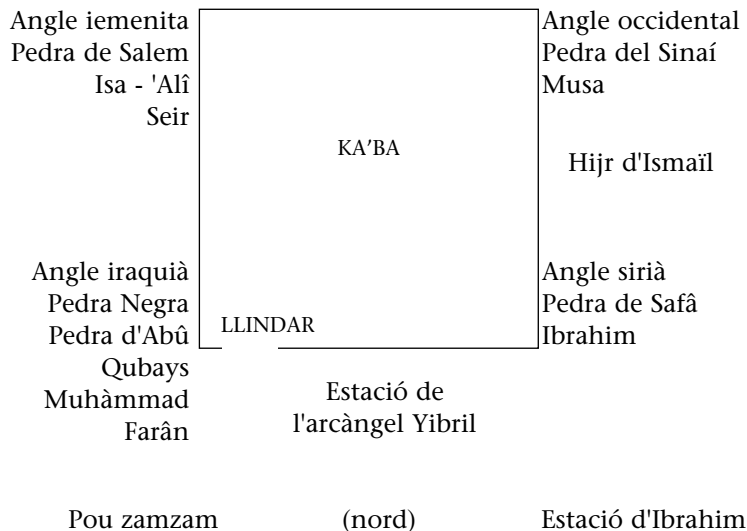 Angle iemenita
Pedra de Salem
Isa - 'Alî
Seir
Angle occidental
Pedra del Sinaí
Musa
KA’BA
Hijr d'Ismaïl
Angle iraquià
Pedra Negra
Pedra d'Abû
Qubays
Muhàmmad
Farân
LLINDAR
Angle sirià
Pedra de Safâ
Ibrahim
Estació de
l'arcàngel Yibril
Pou zamzam
(nord)
Estació d'Ibrahim